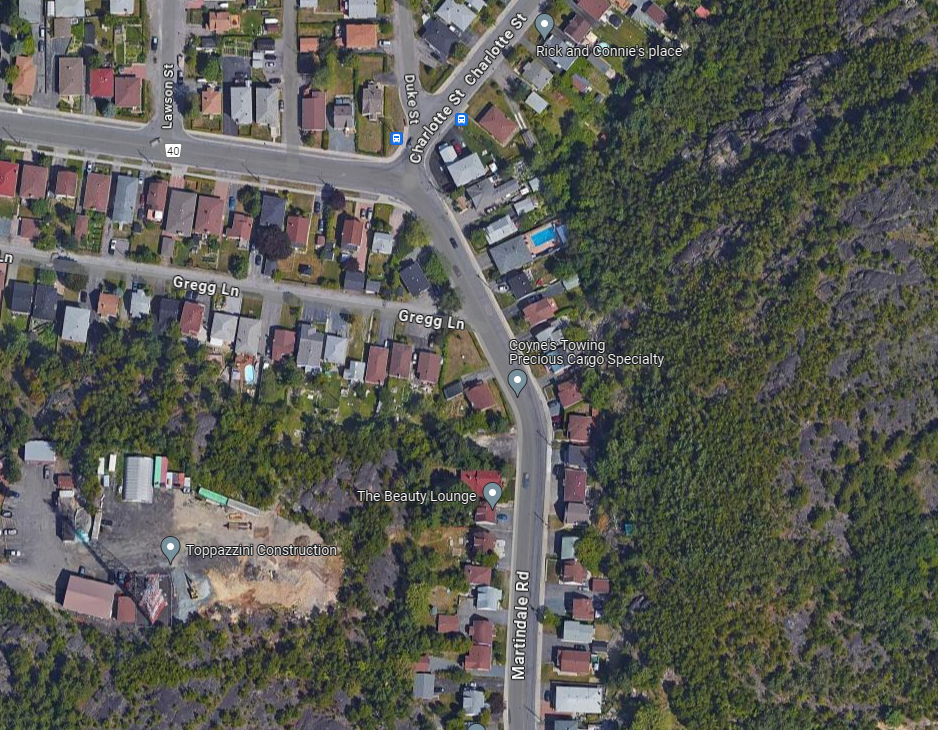 Rick and Connie's place
Charlotte St
Lawson St
Duke St
Charlotte St
40
Ln
Gregg Ln
Gregg Ln
Coyne's Towing
Precious Cargo Specialty
The Beauty Lounge
Toppazzini Construction
Martindale Rd